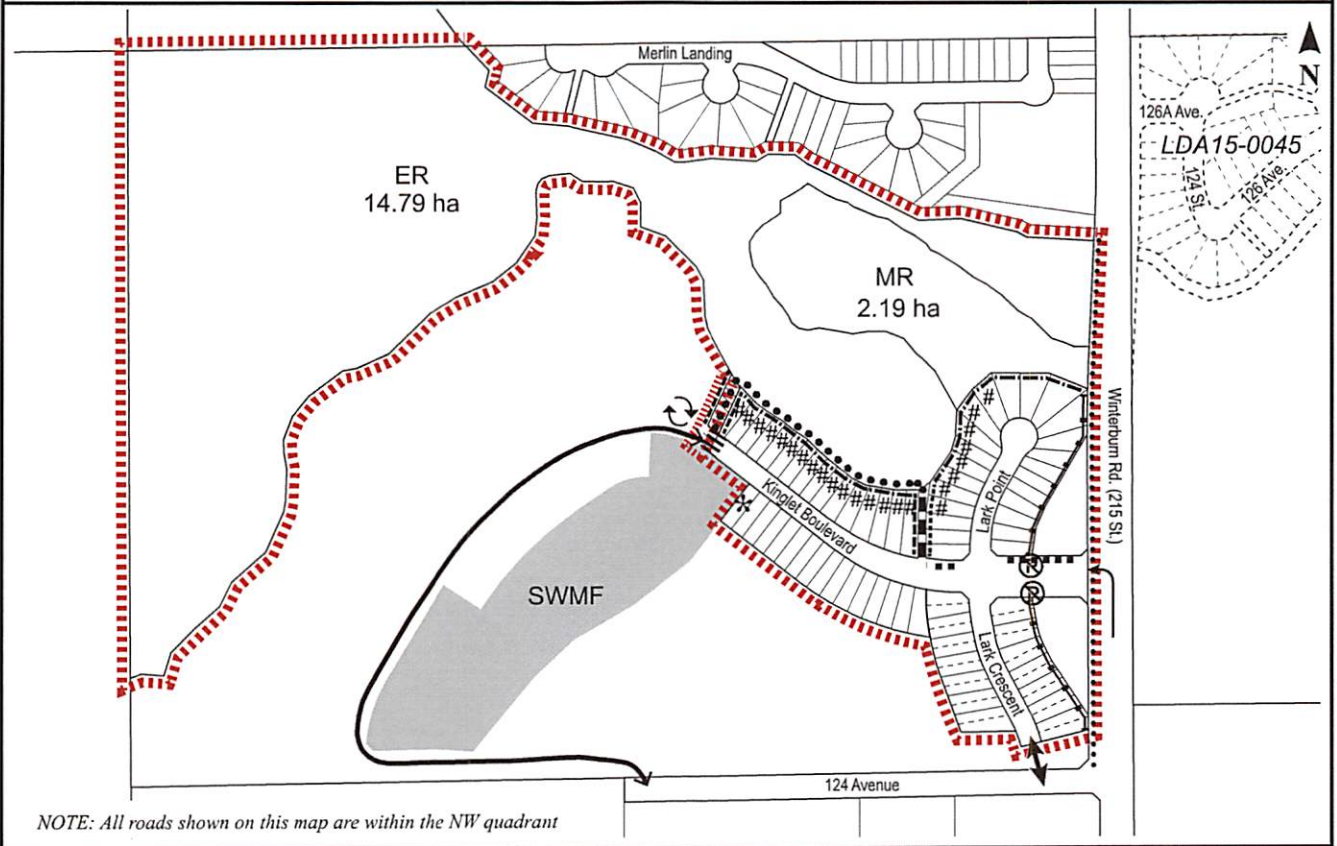 Merlin Landing
N
126A Ave.
LDA15-0045
124 St.
126 Ave.
ER
14.79 ha
MR
2.19 ha
Winterburn Rd. (215 St.)
Kinglet Boulevard
Lark Point
SWMF
Lark Crescent
124 Avenue
NOTE: All roads shown on this map are within the NW quadrant